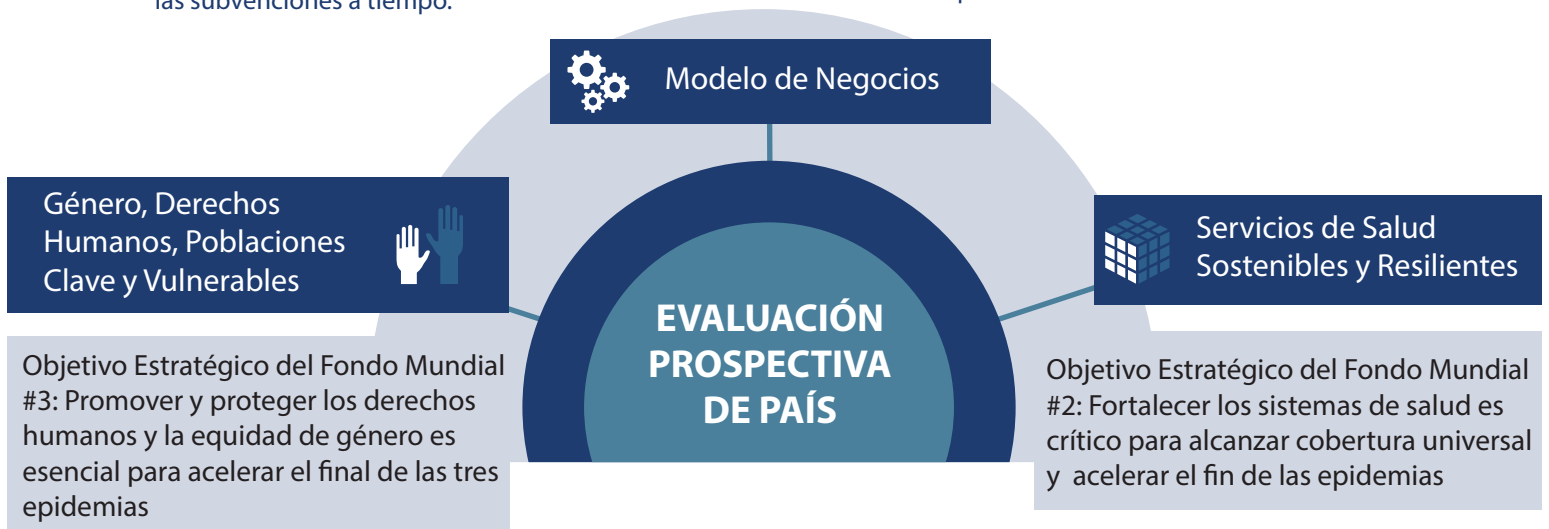 las subvenciones a tiempo.
Modelo de Negocios
Género, Derechos
Humanos, Poblaciones
Clave y Vulnerables
Servicios de Salud
Sostenibles y Resilientes
EVALUACIÓN
PROSPECTIVA
DE PAÍS
Objetivo Estratégico del Fondo Mundial
#3: Promover y proteger los derechos
humanos y la equidad de género es
esencial para acelerar el final de las tres
epidemias
Objetivo Estratégico del Fondo Mundial
#2: Fortalecer los sistemas de salud es
crítico para alcanzar cobertura universal
y acelerar el fin de las epidemias